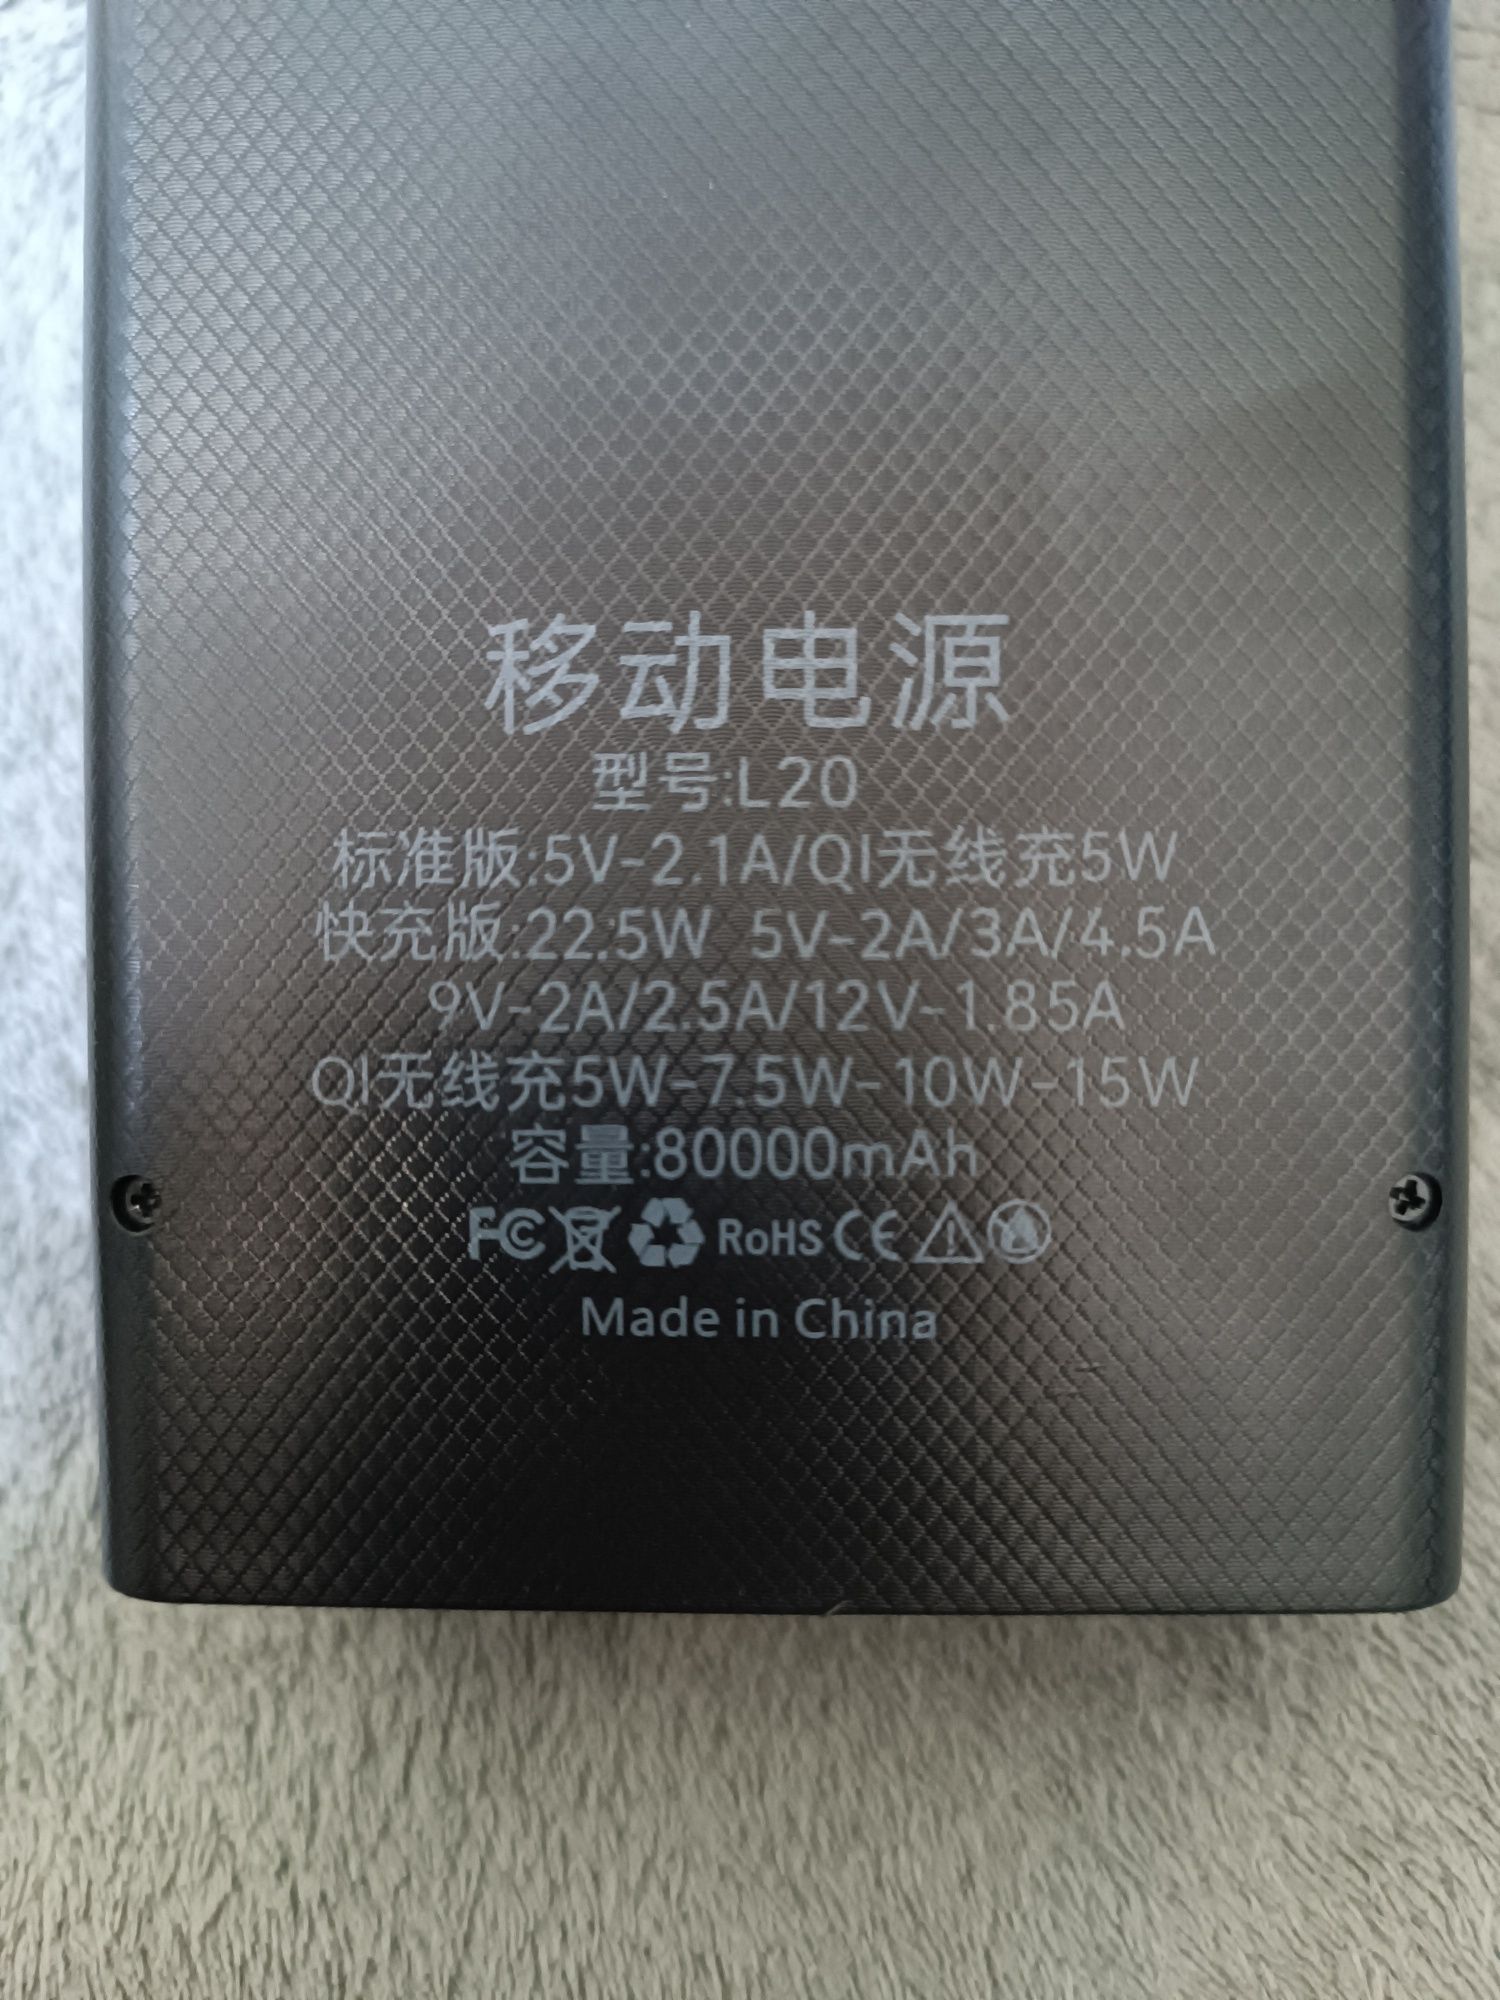 移动电源
型号:L20
标准版:5V-2.1A/QI无线充5W
快充版:22.5W 5V-2A/3A/4.5A
9V-2A/2.5A/12V-1.85A
QI无线充5W-7.5W-10W-15W
容量:80000mAh
FC RoHS CE
Made in China